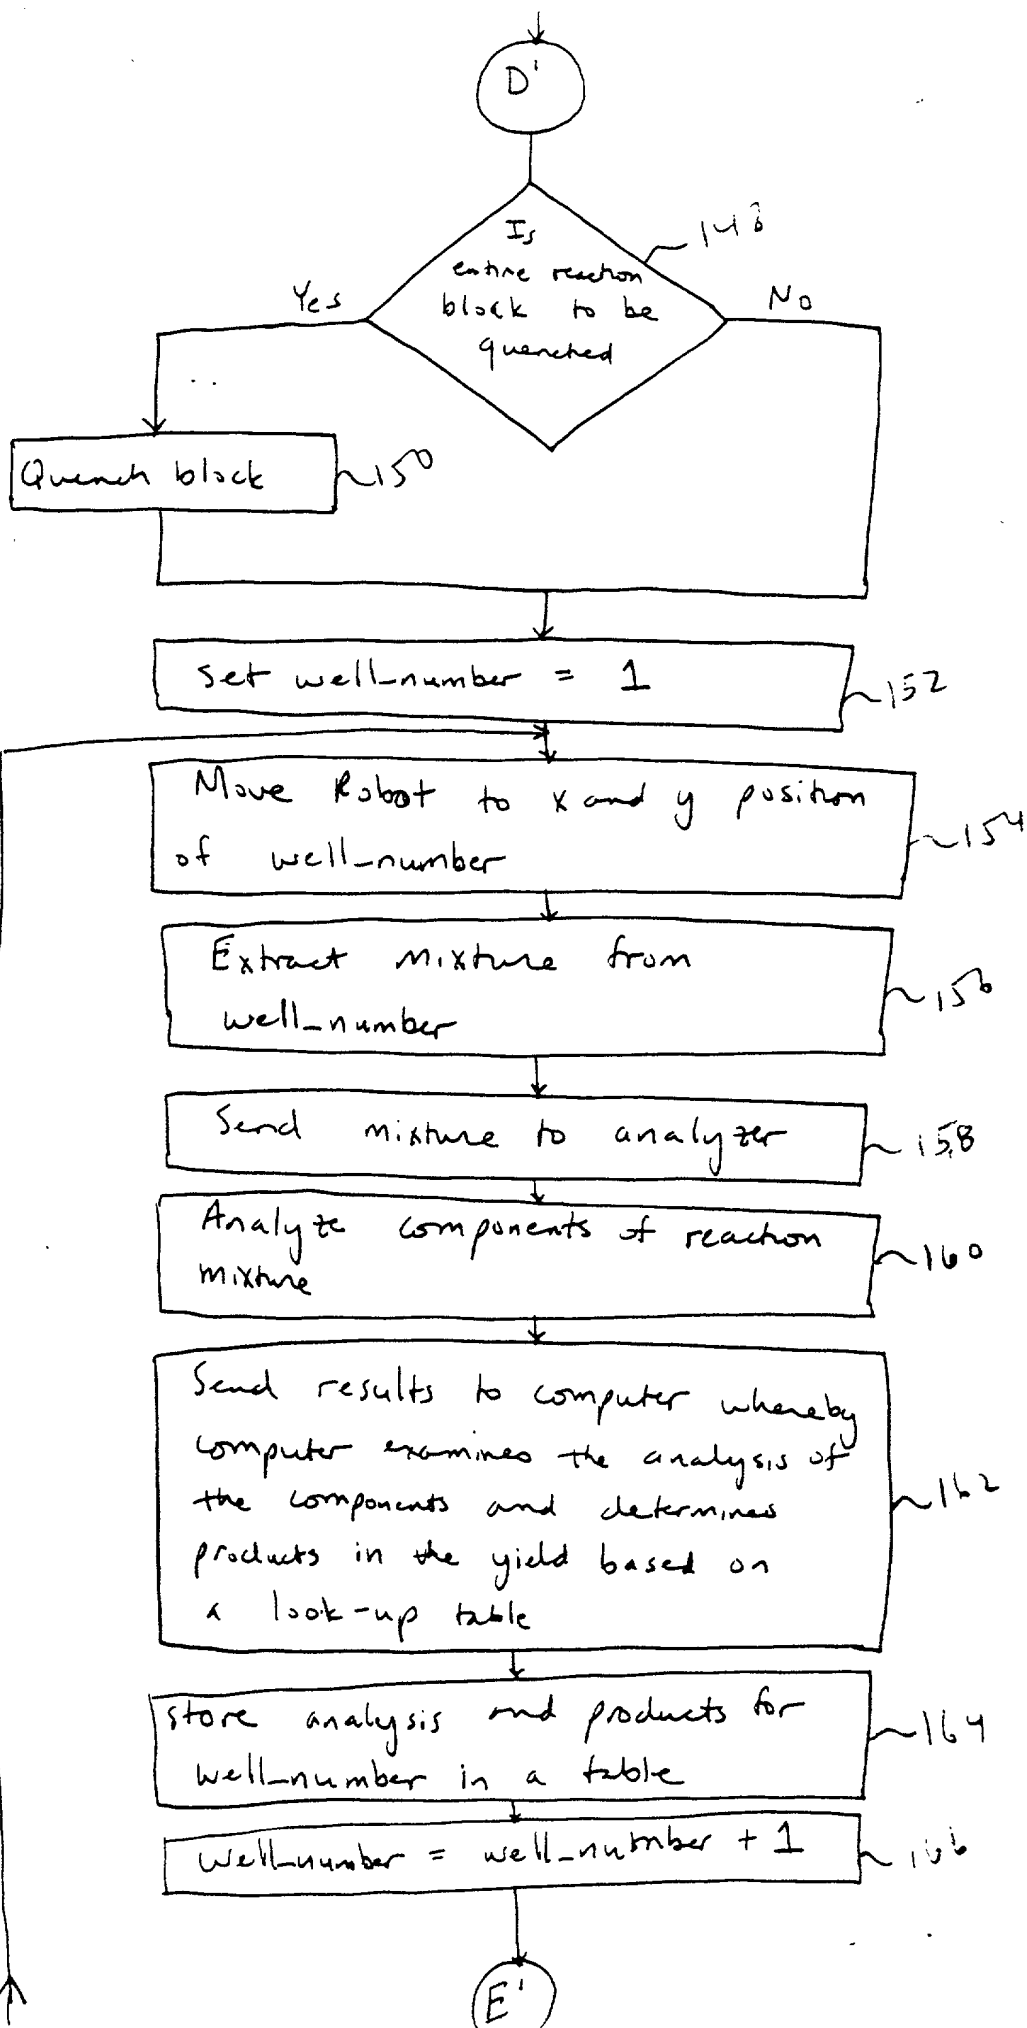 D'
Is
entire reaction
block to be
quenched
148
Yes
No
Quench block
150
set well_number = 1
152
Move Robot to x and y position
of well_number
154
Extract mixture from
well_number
156
Send mixture to analyzer
158
Analyze components of reaction
mixture
160
Send results to computer whereby
computer examines the analysis of
the components and determines
products in the yield based on
a look-up table
162
store analysis and products for
well_number in a table
164
well_number = well_number + 1
166
E'